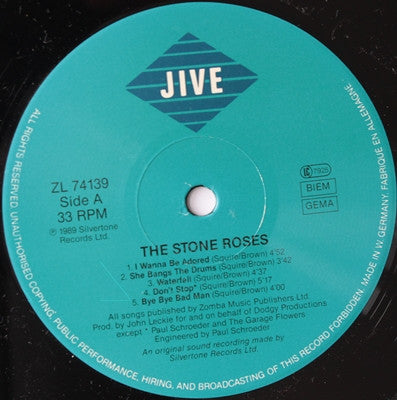 JIVE
ZL 74139
Side A
33 RPM
℗ 1989 Silvertone
Records Ltd.
LC 7925
BIEM
GEMA
THE STONE ROSES
1. I Wanna Be Adored (Squire/Brown) 4'52
2. She Bangs The Drums (Squire/Brown) 3'42
3. Waterfall (Squire/Brown) 4'37
4. Don't Stop* (Squire/Brown) 5'17
5. Bye Bye Bad Man (Squire/Brown) 4'00
All songs published by Zomba Music Publishers Ltd
Prod. by John Leckie for and on behalf of Dodgy Productions
except * Paul Schroeder and The Garage Flowers
Engineered by Paul Schroeder
An original sound recording made by
Silvertone Records Ltd.
ALL RIGHTS RESERVED. UNAUTHORISED COPYING, PUBLIC PERFORMANCE, HIRING, AND BROADCASTING OF THIS RECORD FORBIDDEN. MADE IN W. GERMANY. FABRIQUE EN ALLEMAGNE